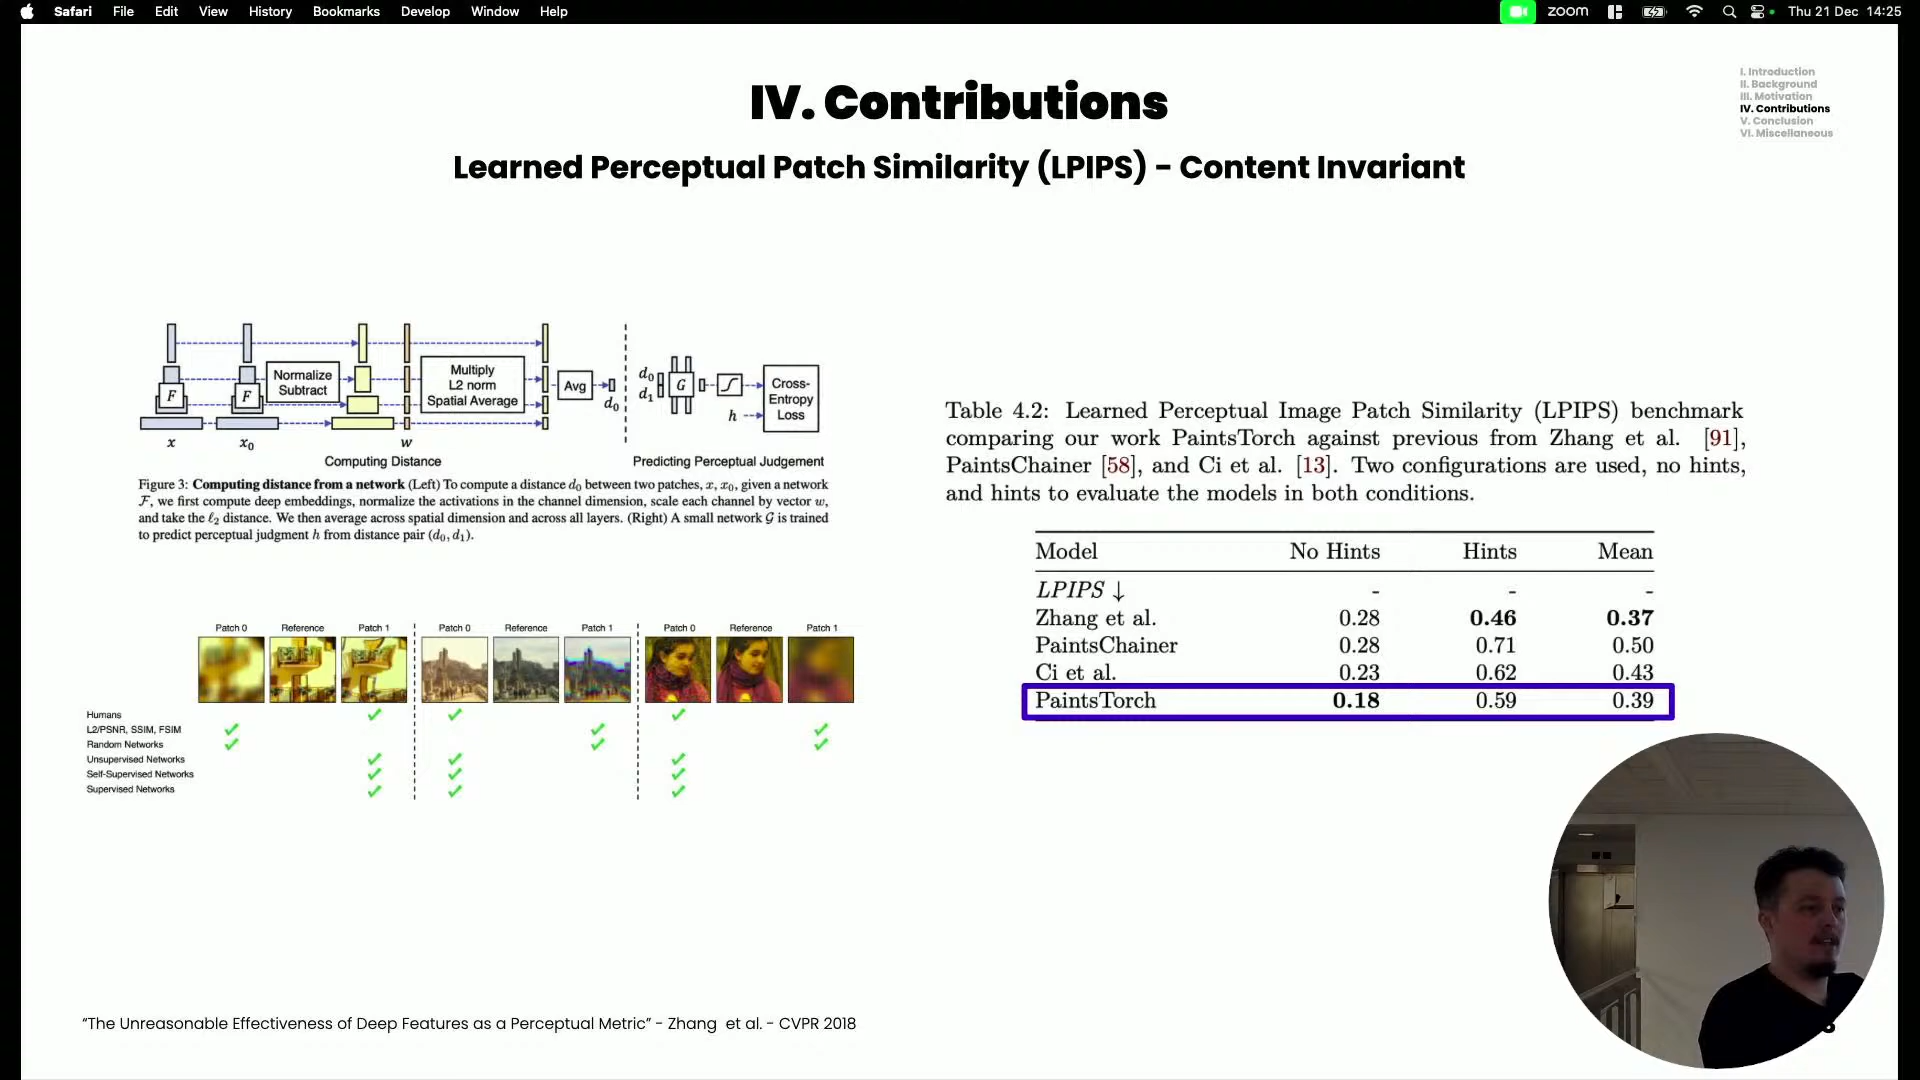 Safari File Edit View History Bookmarks Develop Window Help
zoom Thu 21 Dec 14:25
I. Introduction
II. Background
III. Motivation
IV. Contributions
V. Conclusion
VI. Miscellaneous
IV. Contributions
Learned Perceptual Patch Similarity (LPIPS) - Content Invariant
F F Normalize Subtract Multiply L2 norm Spatial Average Avg d₀
x x₀ w
Computing Distance
d₀ d₁ G h Cross-Entropy Loss
Predicting Perceptual Judgement
Figure 3: Computing distance from a network (Left) To compute a distance d₀ between two patches, x, x₀, given a network
F, we first compute deep embeddings, normalize the activations in the channel dimension, scale each channel by vector w,
and take the ℓ₂ distance. We then average across spatial dimension and across all layers. (Right) A small network G is trained
to predict perceptual judgment h from distance pair (d₀, d₁).
Patch 0 Reference Patch 1 Patch 0 Reference Patch 1 Patch 0 Reference Patch 1
Humans
L2/PSNR, SSIM, FSIM
Random Networks
Unsupervised Networks
Self-Supervised Networks
Supervised Networks
"The Unreasonable Effectiveness of Deep Features as a Perceptual Metric" - Zhang et al. - CVPR 2018
Table 4.2: Learned Perceptual Image Patch Similarity (LPIPS) benchmark
comparing our work PaintsTorch against previous from Zhang et al. [91],
PaintsChainer [58], and Ci et al. [13]. Two configurations are used, no hints,
and hints to evaluate the models in both conditions.
Model No Hints Hints Mean
LPIPS ↓ - - -
Zhang et al. 0.28 0.46 0.37
PaintsChainer 0.28 0.71 0.50
Ci et al. 0.23 0.62 0.43
PaintsTorch 0.18 0.59 0.39